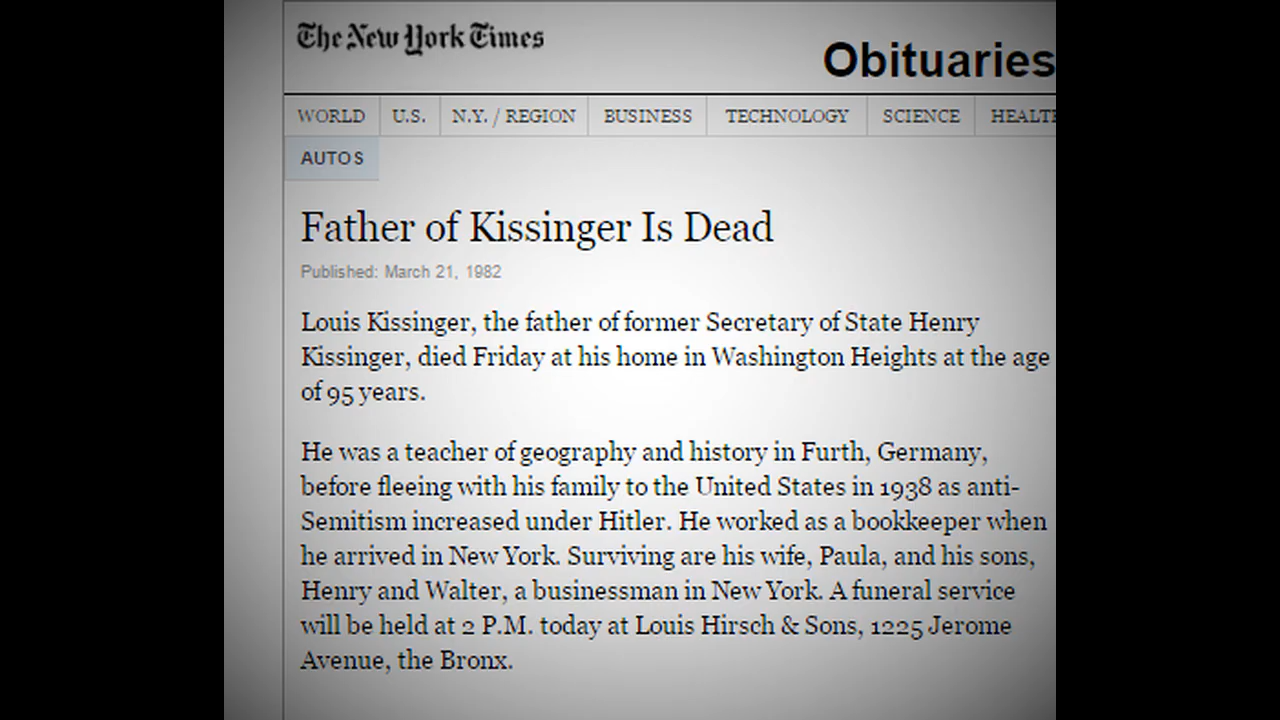 The New York Times
Obituaries
WORLD U.S. N.Y. / REGION BUSINESS TECHNOLOGY SCIENCE
AUTOS
Father of Kissinger Is Dead
Published: March 21, 1982
Louis Kissinger, the father of former Secretary of State Henry
Kissinger, died Friday at his home in Washington Heights at the age
of 95 years.
He was a teacher of geography and history in Furth, Germany,
before fleeing with his family to the United States in 1938 as anti-
Semitism increased under Hitler. He worked as a bookkeeper when
he arrived in New York. Surviving are his wife, Paula, and his sons,
Henry and Walter, a businessman in New York. A funeral service
will be held at 2 P.M. today at Louis Hirsch & Sons, 1225 Jerome
Avenue, the Bronx.